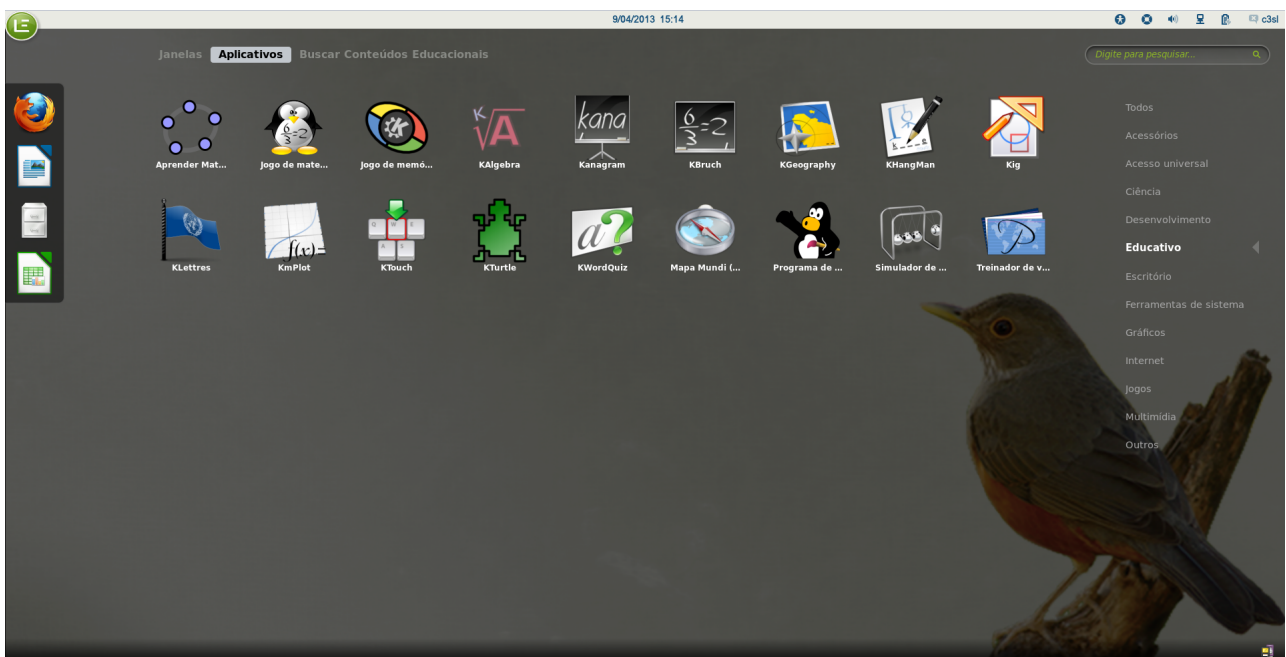 9/04/2013 15:14
c3sl
Janelas Aplicativos Buscar Conteúdos Educacionais
Digite para pesquisar...
Aprender Mat... Jogo de mate... Jogo de memó... KAlgebra Kanagram KBruch KGeography KHangMan Kig
KLettres KmPlot KTouch KTurtle KWordQuiz Mapa Mundi (... Programa de ... Simulador de ... Treinador de v...
Todos
Acessórios
Acesso universal
Ciência
Desenvolvimento
Educativo
Escritório
Ferramentas de sistema
Gráficos
Internet
Jogos
Multimídia
Outros